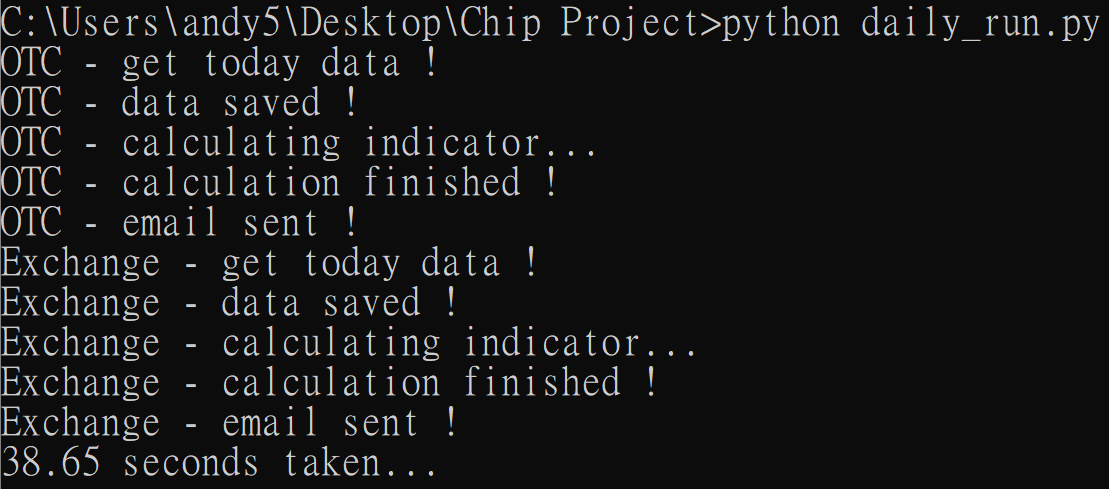 C:\Users\andy5\Desktop\Chip Project>python daily_run.py
OTC - get today data !
OTC - data saved !
OTC - calculating indicator...
OTC - calculation finished !
OTC - email sent !
Exchange - get today data !
Exchange - data saved !
Exchange - calculating indicator...
Exchange - calculation finished !
Exchange - email sent !
38.65 seconds taken...